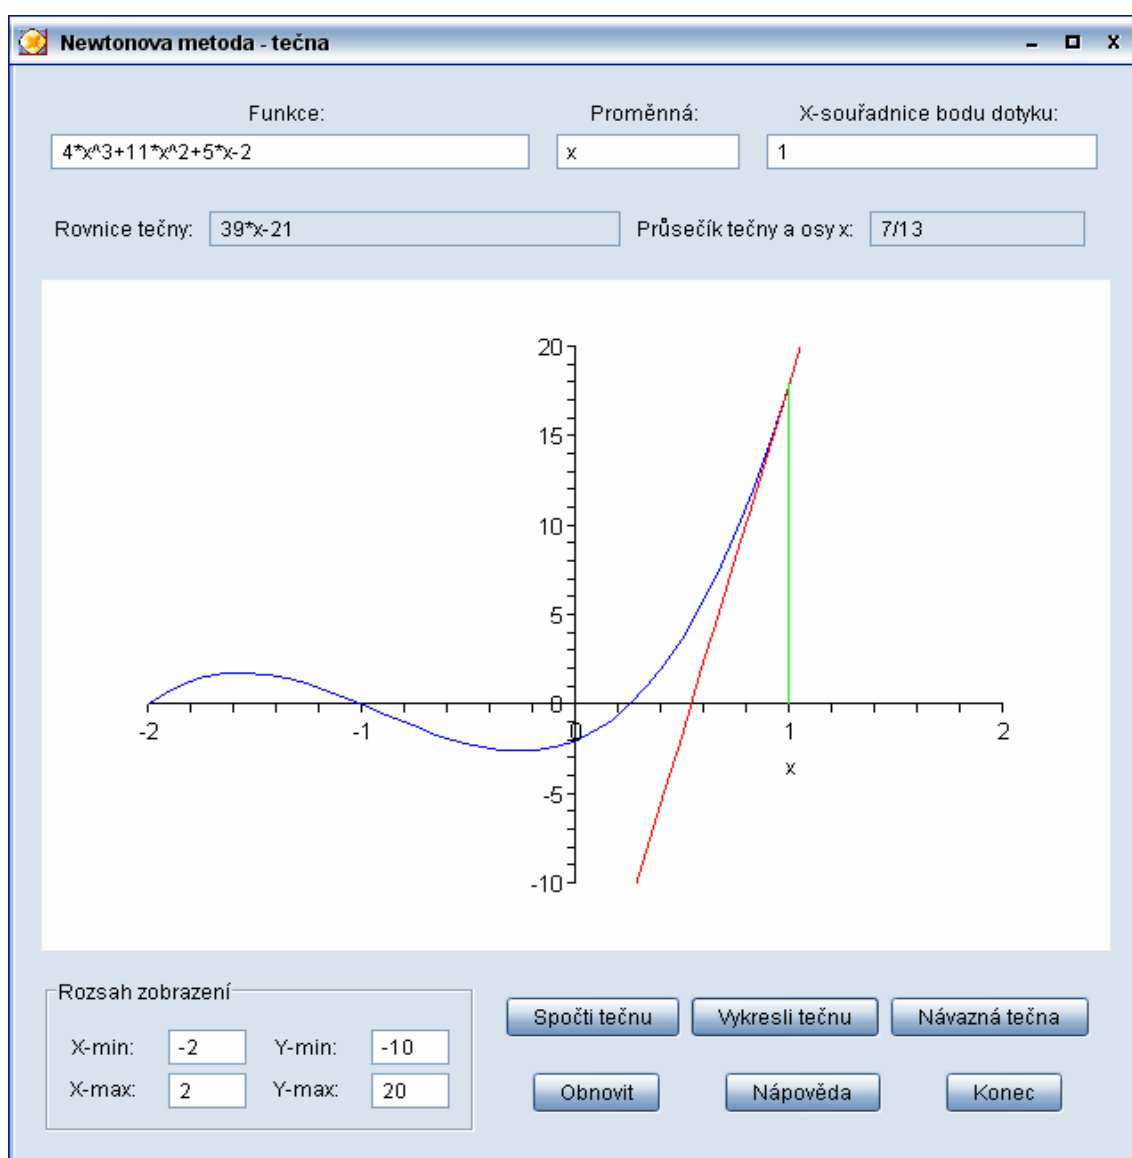 Newtonova metoda - tečna
Funkce: Proměnná: X-souřadnice bodu dotyku:
4*x^3+11*x^2+5*x-2 x 1
Rovnice tečny: 39*x-21 Průsečík tečny a osy x: 7/13
20
15
10
5
0
-2 -1 0 1 2
x
-5
-10
Rozsah zobrazení
Spočti tečnu Vykresli tečnu Návazná tečna
X-min: -2 Y-min: -10
X-max: 2 Y-max: 20
Obnovit Nápověda Konec